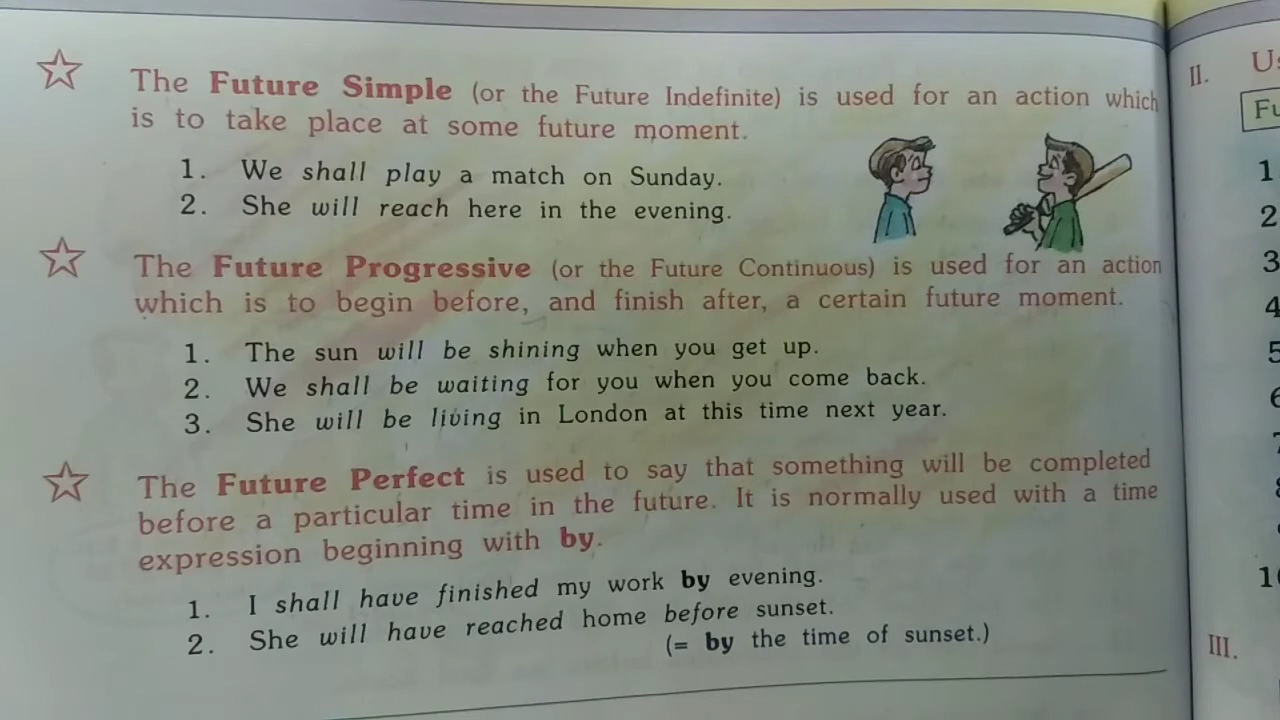 The Future Simple (or the Future Indefinite) is used for an action which
is to take place at some future moment.
1. We shall play a match on Sunday.
2. She will reach here in the evening.
The Future Progressive (or the Future Continuous) is used for an action
which is to begin before, and finish after, a certain future moment.
1. The sun will be shining when you get up.
2. We shall be waiting for you when you come back.
3. She will be living in London at this time next year.
The Future Perfect is used to say that something will be completed
before a particular time in the future. It is normally used with a time
expression beginning with by.
1. I shall have finished my work by evening.
2. She will have reached home before sunset.
(= by the time of sunset.)
II.
1
2
3
4
5
III.